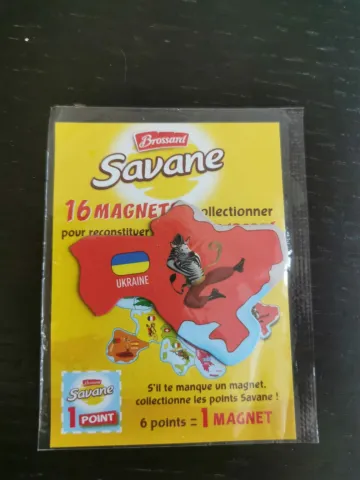 Brossard
Savane
16 MAGNET
collectionner
pour reconstituer
UKRAINE
Brossard
Savane
1 POINT
S'il te manque un magnet,
collectionne les points Savane !
6 points = 1 MAGNET